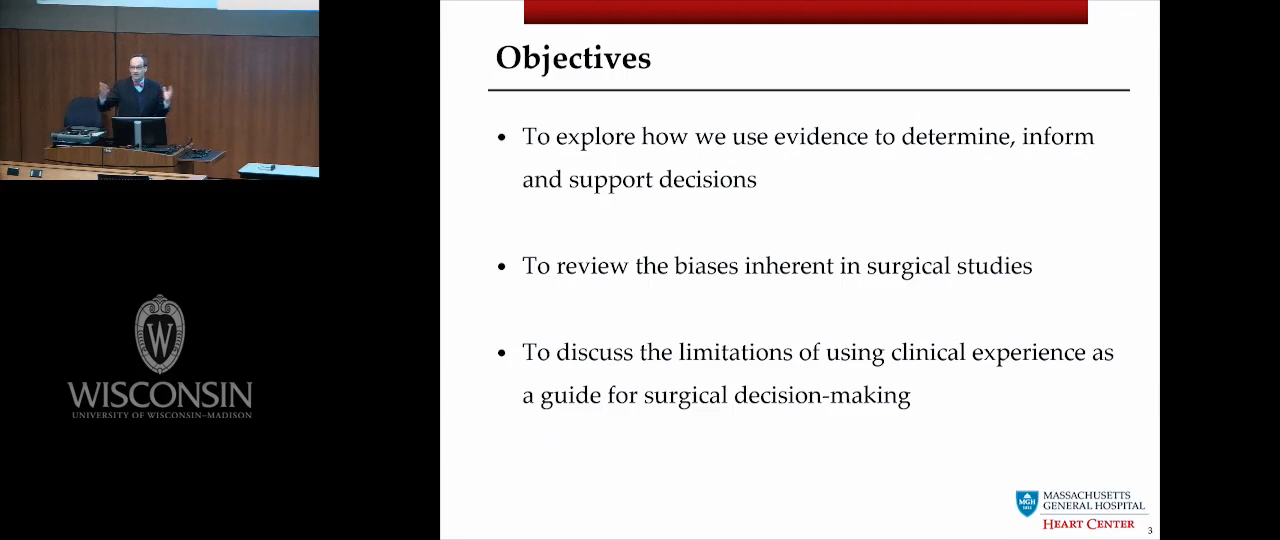 Objectives
• To explore how we use evidence to determine, inform
and support decisions
• To review the biases inherent in surgical studies
• To discuss the limitations of using clinical experience as
a guide for surgical decision-making
W
WISCONSIN
UNIVERSITY OF WISCONSIN–MADISON
MGH
1811
MASSACHUSETTS
GENERAL HOSPITAL
HEART CENTER
3